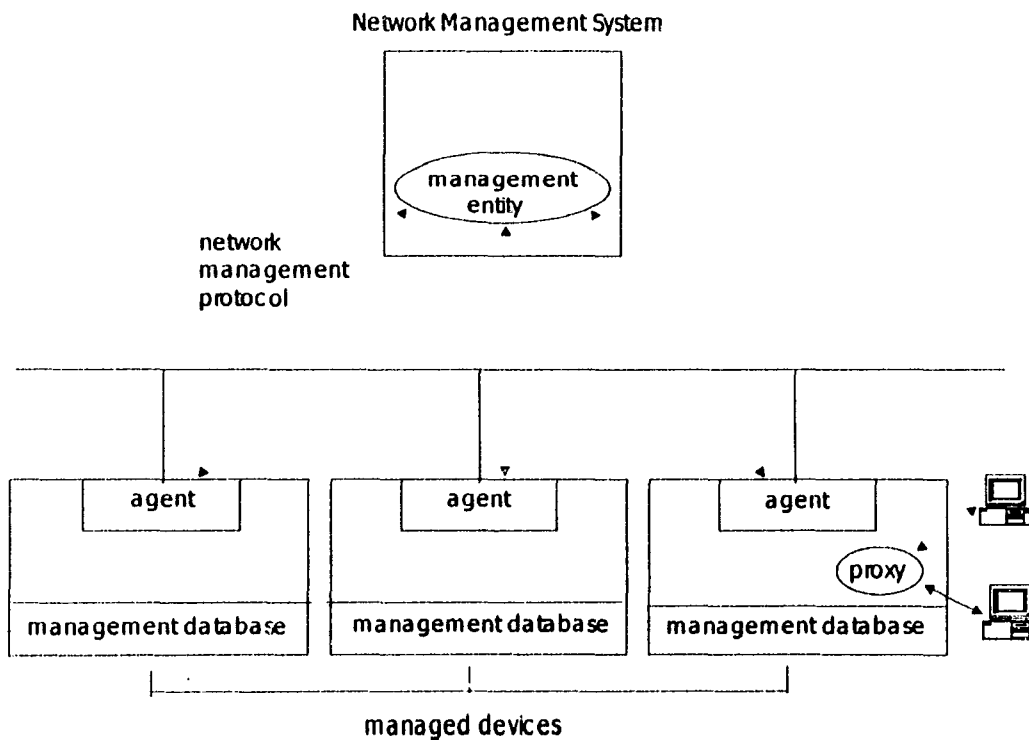 Network Management System
management
entity
network
management
protocol
agent
agent
agent
proxy
management database
management database
management database
managed devices